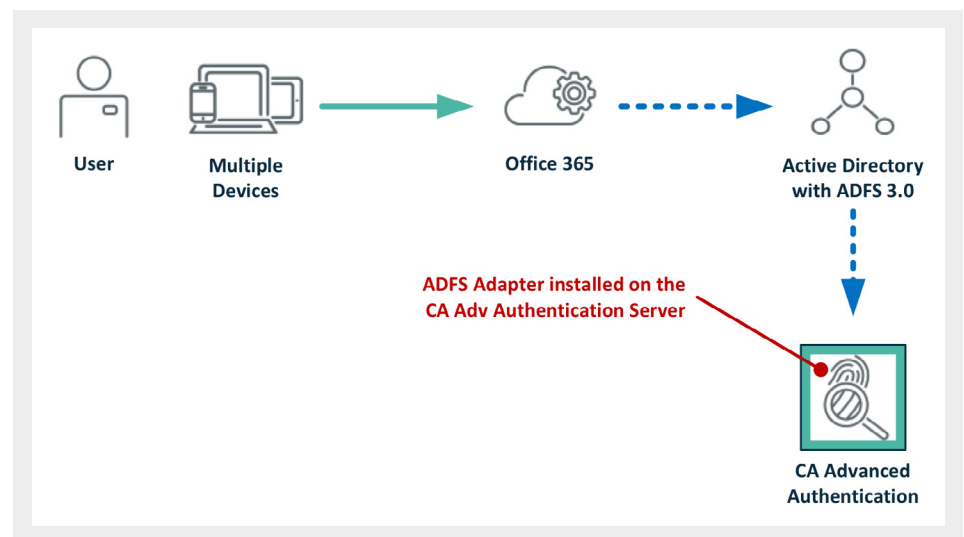 User
Multiple
Devices
Office 365
Active Directory
with ADFS 3.0
ADFS Adapter installed on the
CA Adv Authentication Server
CA Advanced
Authentication